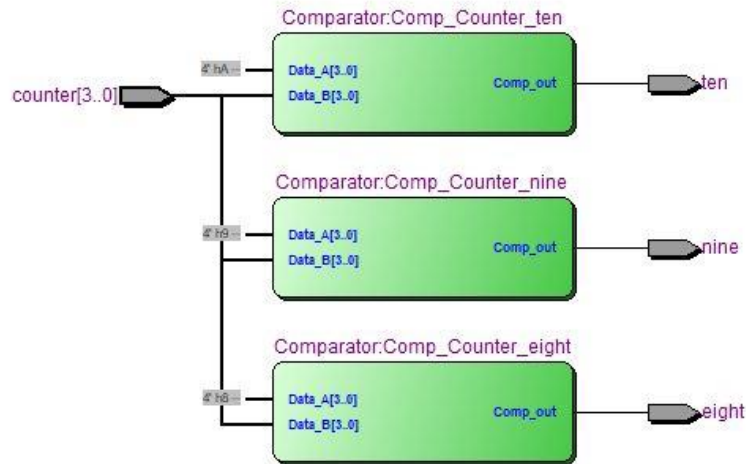 Comparator:Comp_Counter_ten
4' hA --
counter[3..0]
Data_A[3..0]
Data_B[3..0]
Comp_out
ten
Comparator:Comp_Counter_nine
4' h9 --
Data_A[3..0]
Data_B[3..0]
Comp_out
nine
Comparator:Comp_Counter_eight
4' h8 --
Data_A[3..0]
Data_B[3..0]
Comp_out
eight